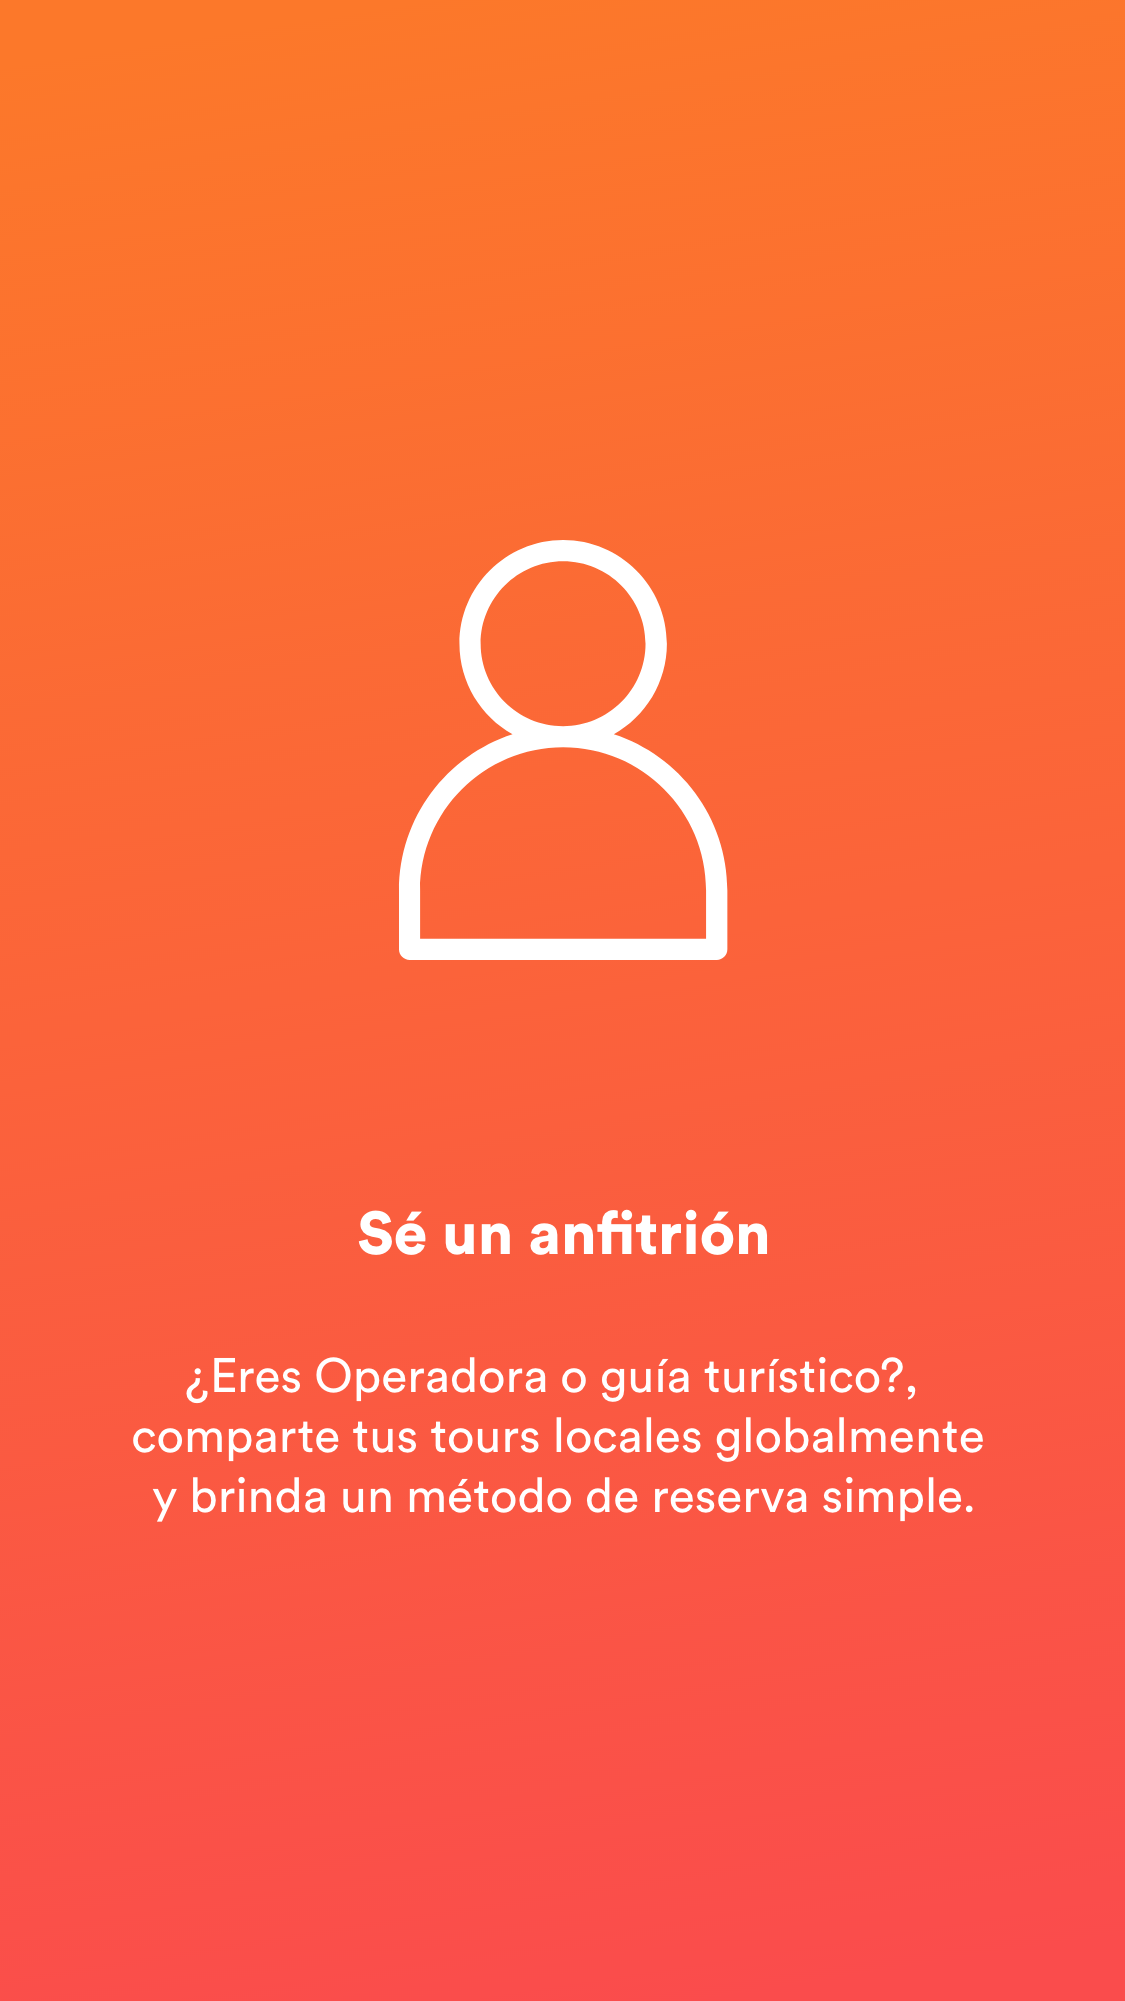 Sé un anfitrión
¿Eres Operadora o guía turístico?,
comparte tus tours locales globalmente
y brinda un método de reserva simple.